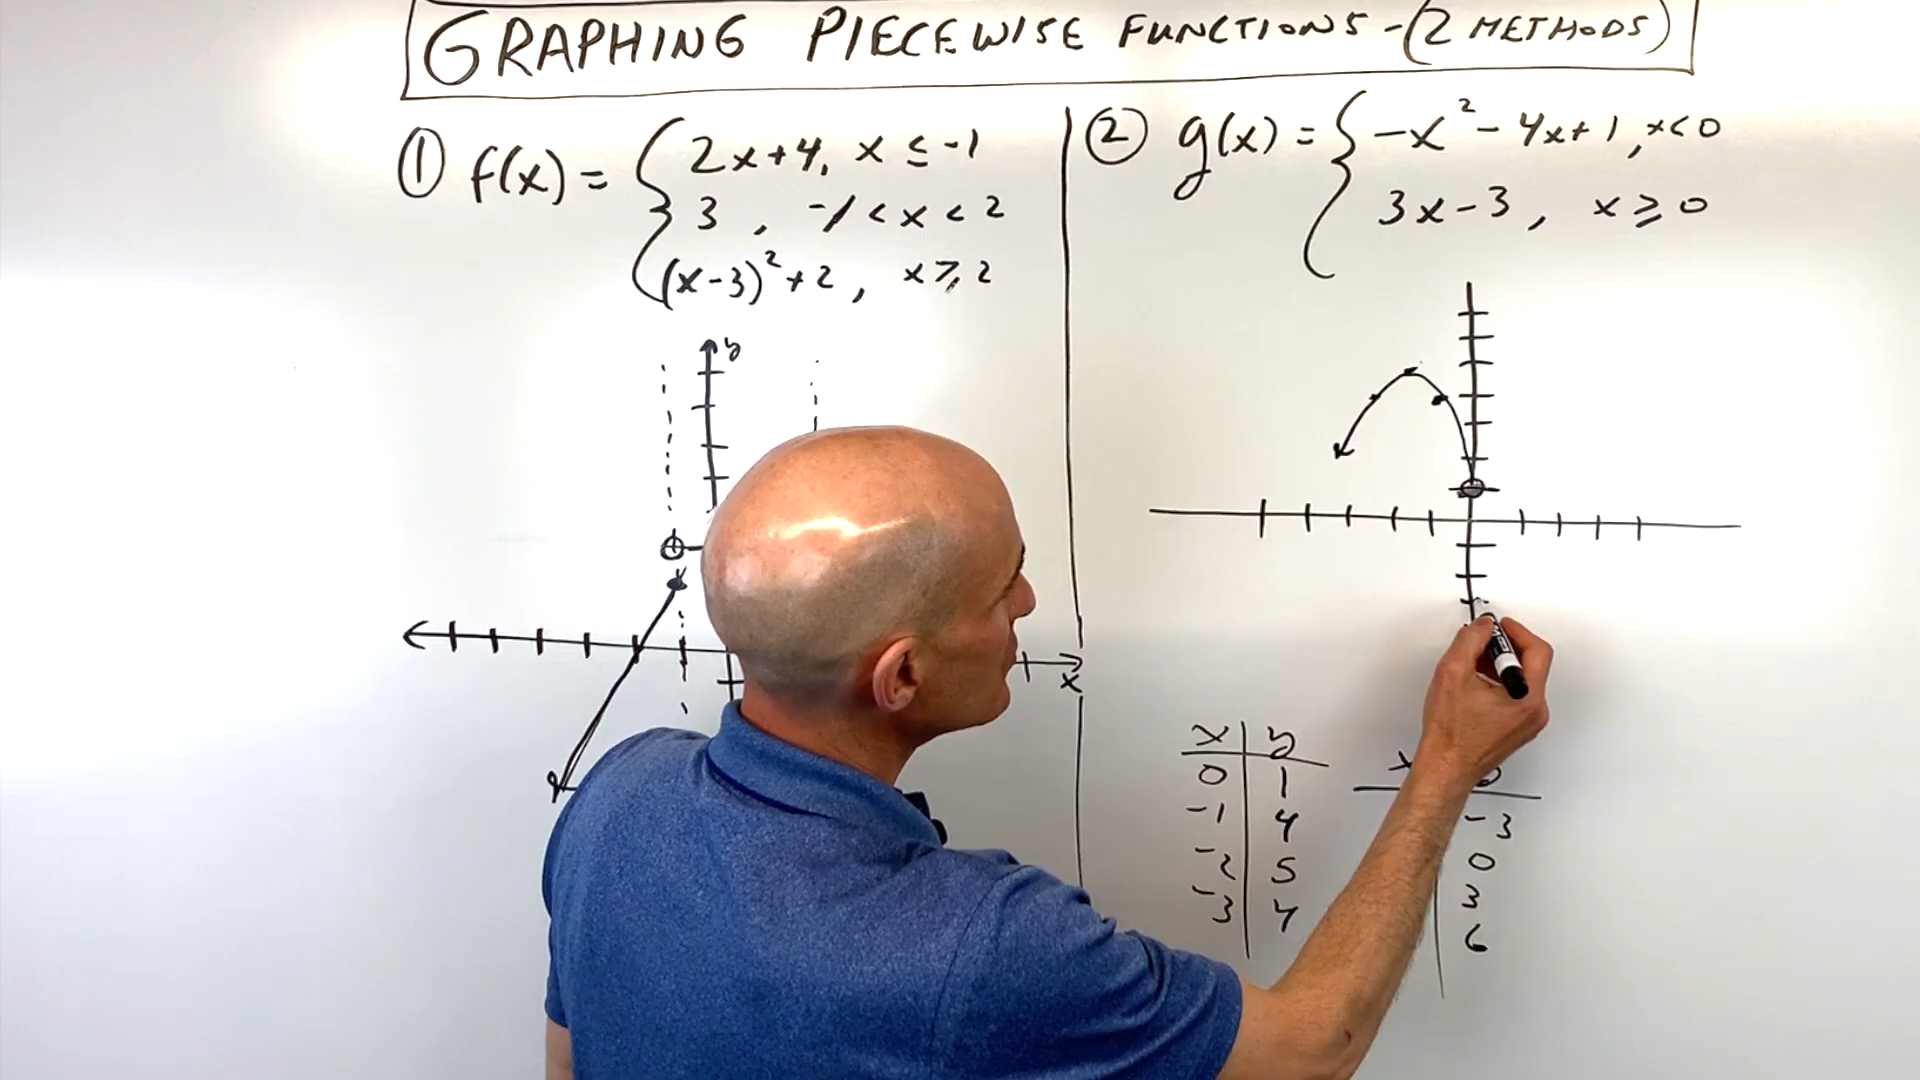 GRAPHING PIECEWISE FUNCTIONS - (2 METHODS)
① f(x) = { 2x+4, x ≤ -1
3 , -1 < x < 2
(x-3)² + 2 , x ≥ 2
y
x
② g(x) = { -x² - 4x + 1, x < 0
3x - 3 , x ≥ 0
x y
0 1
-1 4
-2 5
-3 4
x
-3
0
3
6